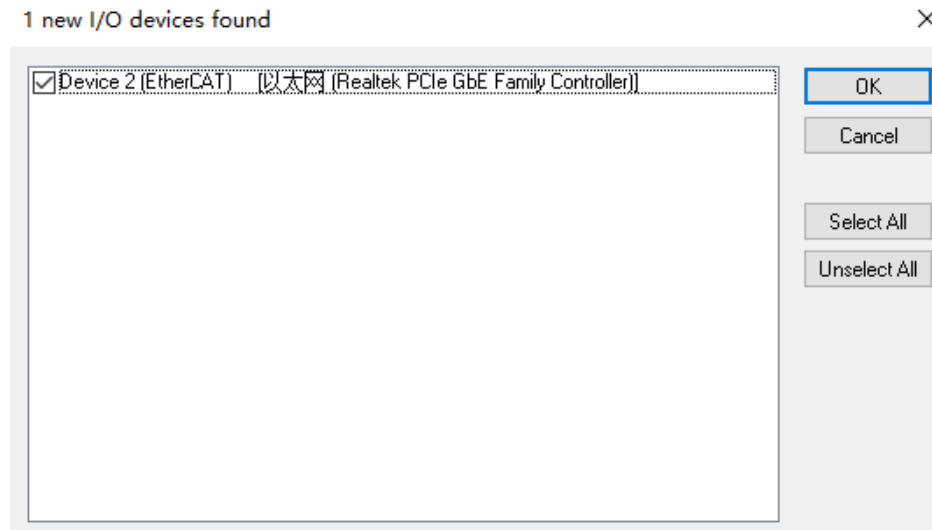 1 new I/O devices found
Device 2 (EtherCAT) [以太网 (Realtek PCIe GbE Family Controller)]
OK
Cancel
Select All
Unselect All